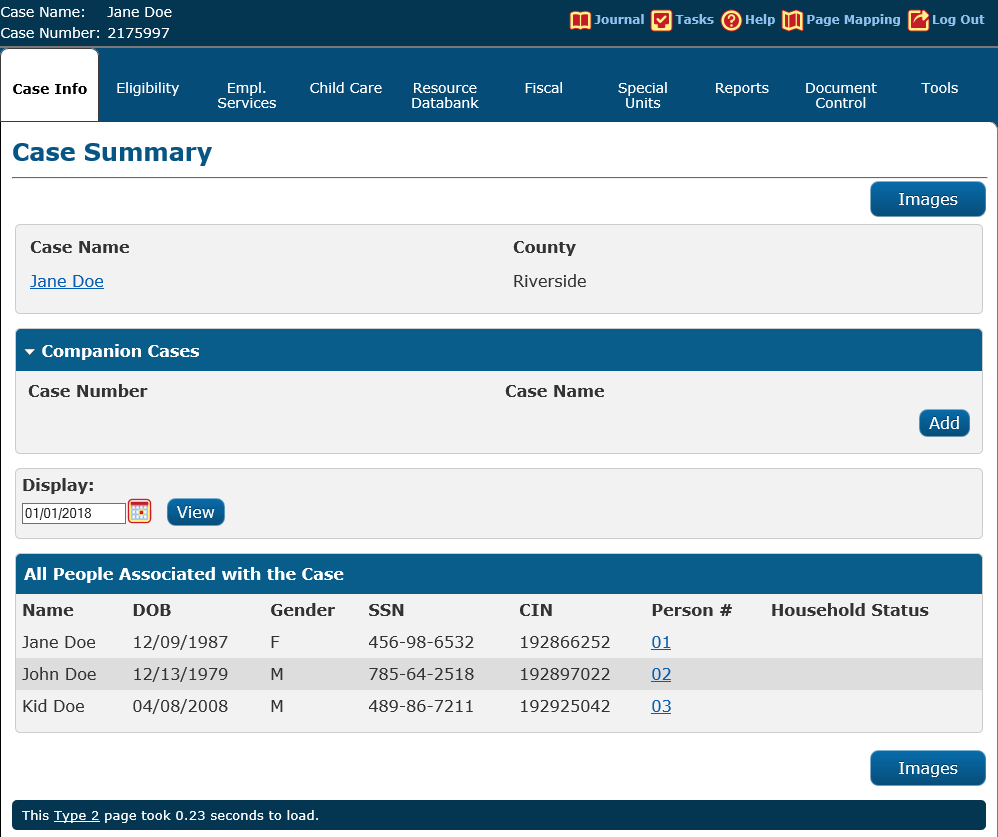 Case Name: Jane Doe
Case Number: 2175997
Journal Tasks Help Page Mapping Log Out
Case Info Eligibility Empl. Services Child Care Resource Databank Fiscal Special Units Reports Document Control Tools
Case Summary
Images
Case Name County
Jane Doe Riverside
Companion Cases
Case Number Case Name
Add
Display:
01/01/2018 View
All People Associated with the Case
Name DOB Gender SSN CIN Person # Household Status
Jane Doe 12/09/1987 F 456-98-6532 192866252 01
John Doe 12/13/1979 M 785-64-2518 192897022 02
Kid Doe 04/08/2008 M 489-86-7211 192925042 03
Images
This Type 2 page took 0.23 seconds to load.